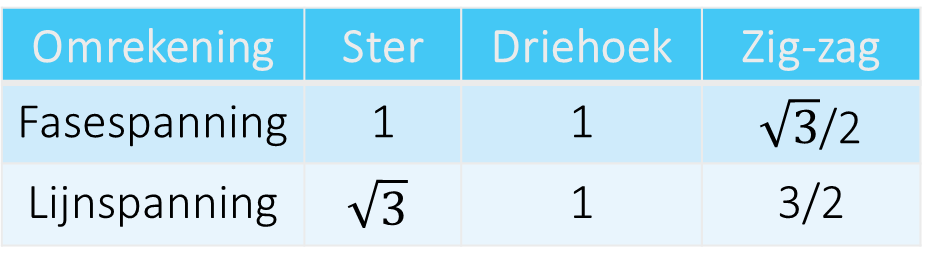 Omrekening Ster Driehoek Zig-zag
Fasespanning 1 1 √3/2
Lijnspanning √3 1 3/2